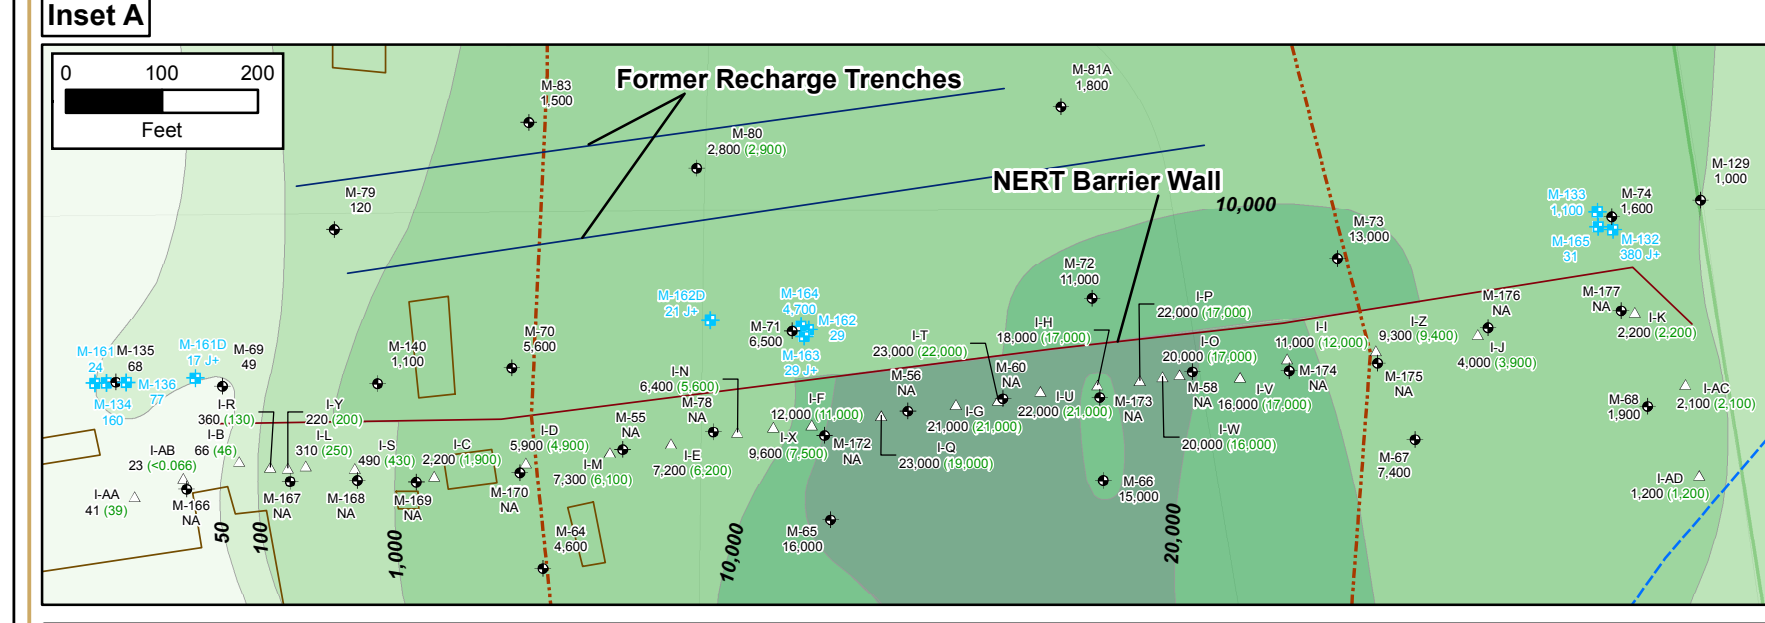 Inset A
0 100 200
Feet
Former Recharge Trenches
NERT Barrier Wall
M-83
1,500
M-80
2,800 (2,900)
M-81A
1,800
M-79
120
M-129
1,000
M-133
1,100
M-74
1,600
M-165
31
M-132
380 J+
10,000
M-73
13,000
M-72
11,000
M-162D
21 J+
M-164
4,700
M-71
6,500
M-162
29
M-163
29 J+
M-70
5,600
M-140
1,100
M-161
24
M-135
68
M-161D
17 J+
M-69
49
M-136
77
M-134
160
I-P
22,000 (17,000)
I-H
18,000 (17,000)
I-T
23,000 (22,000)
I-O
20,000 (17,000)
I-I
11,000 (12,000)
I-Z
9,300 (9,400)
M-176
NA
M-177
NA
I-K
2,200 (2,200)
I-J
4,000 (3,900)
M-60
NA
M-56
NA
M-58
NA
M-174
NA
M-175
NA
I-V
16,000 (17,000)
I-U
22,000 (21,000)
M-173
NA
I-G
21,000 (21,000)
I-W
20,000 (16,000)
I-Q
23,000 (19,000)
I-N
6,400 (5,600)
M-78
NA
I-F
12,000 (11,000)
I-X
9,600 (7,500)
M-172
NA
M-55
NA
I-E
7,200 (6,200)
I-M
7,300 (6,100)
I-D
5,900 (4,900)
I-C
2,200 (1,900)
I-S
490 (430)
I-Y
220 (200)
I-L
310 (250)
I-R
360 (130)
I-B
66 (46)
I-AB
23 (<0.066)
I-AA
41 (39)
M-166
NA
M-167
NA
M-168
NA
M-169
NA
M-170
NA
M-64
4,600
M-65
16,000
M-66
15,000
M-67
7,400
M-68
1,900
I-AC
2,100 (2,100)
I-AD
1,200 (1,200)
50
100
1,000
10,000
20,000